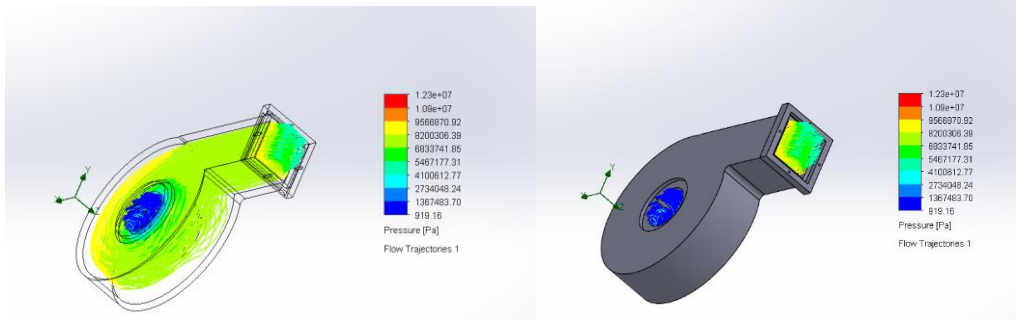 1.23e+07
1.09e+07
9566870.92
8200306.39
6833741.85
5467177.31
4100612.77
2734048.24
1367483.70
919.16
Pressure [Pa]
Flow Trajectories 1
Y
1.23e+07
1.09e+07
9566870.92
8200306.39
6833741.85
5467177.31
4100612.77
2734048.24
1367483.70
919.16
Pressure [Pa]
Flow Trajectories 1
Y